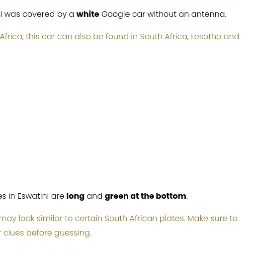 i was covered by a white Google car without an antenna.
Africa, this car can also be found in South Africa, Lesotho and
es in Eswatini are long and green at the bottom.
may look similar to certain South African plates. Make sure to
r clues before guessing.